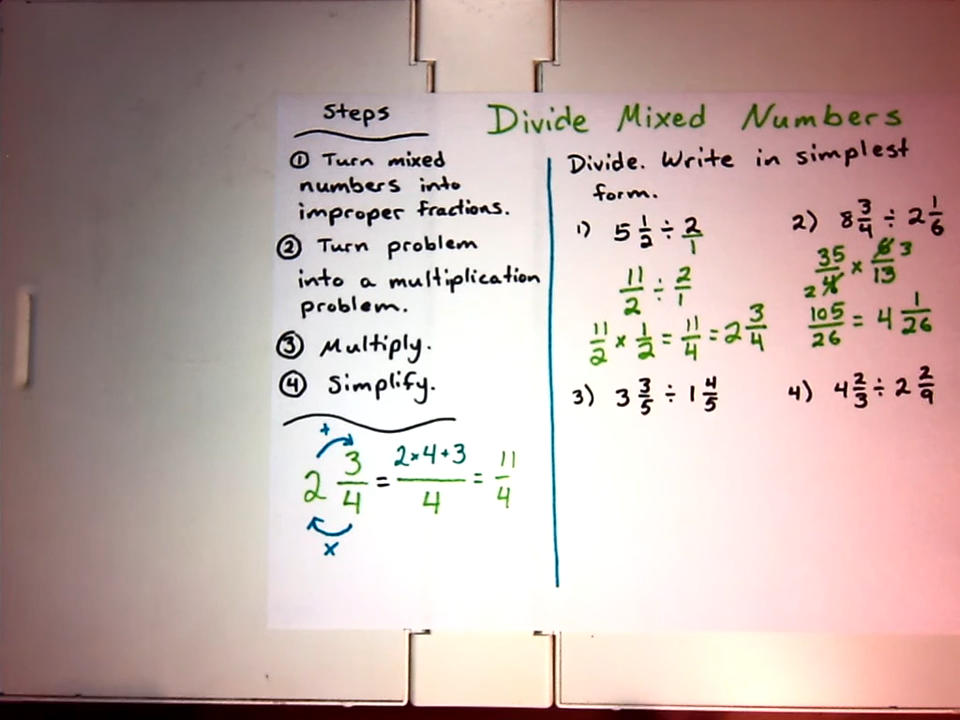 Steps
Divide Mixed Numbers
① Turn mixed
numbers into
improper fractions.
② Turn problem
into a multiplication
problem.
③ Multiply.
④ Simplify.
+
2 3/4 = 2×4+3/4 = 11/4
×
Divide. Write in simplest
form.
1) 5 1/2 ÷ 2/1
11/2 ÷ 2/1
11/2 × 1/2 = 11/4 = 2 3/4
2) 8 3/4 ÷ 2 1/6
35/4 × 6/13
2 3
105/26 = 4 1/26
3) 3 3/5 ÷ 1 4/5
4) 4 2/3 ÷ 2 2/9